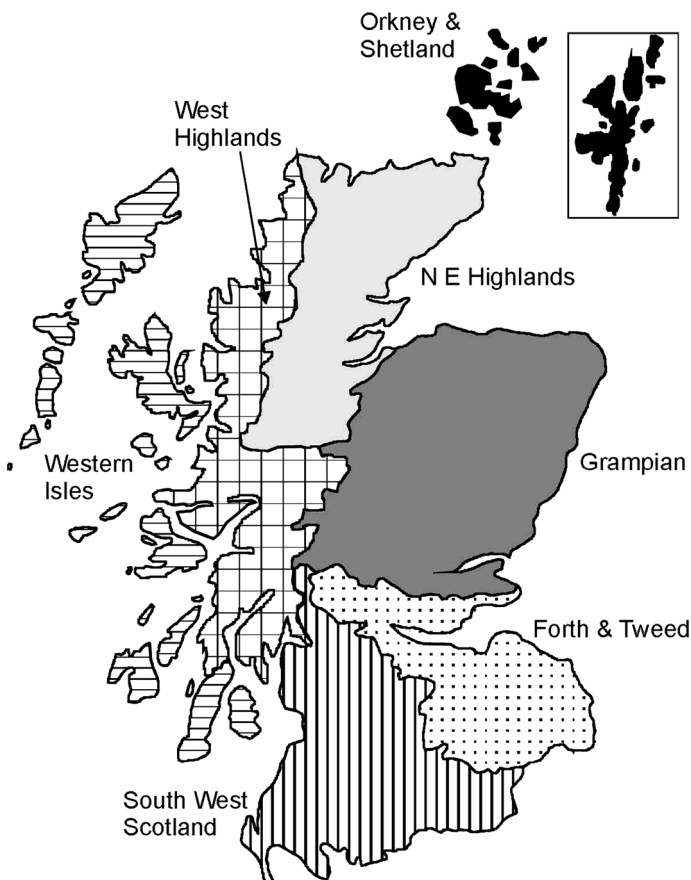 Orkney &
Shetland
West
Highlands
N E Highlands
Western
Isles
Grampian
Forth & Tweed
South West
Scotland